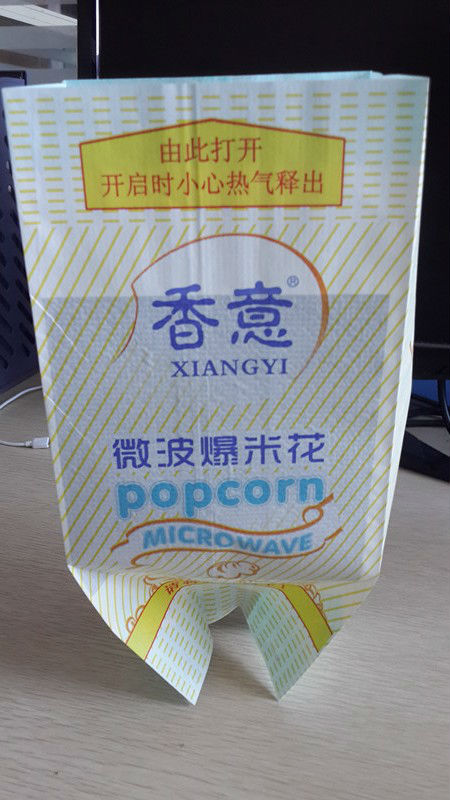 由此打开
开启时小心热气释出
香意®
XIANGYI
微波爆米花
popcorn
MICROWAVE